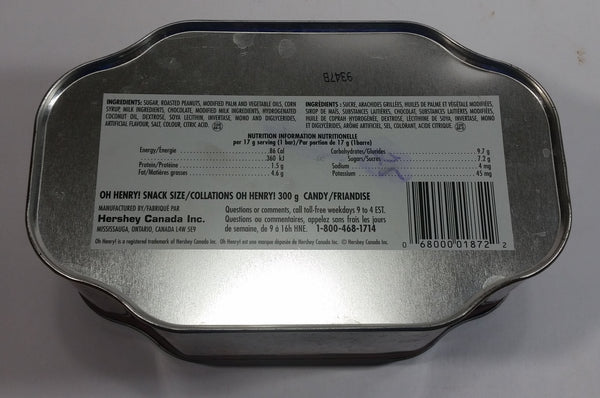 9347B
INGREDIENTS: SUGAR, ROASTED PEANUTS, MODIFIED PALM AND VEGETABLE OILS, CORN
SYRUP, MILK INGREDIENTS, CHOCOLATE, MODIFIED MILK INGREDIENTS, HYDROGENATED
COCONUT OIL, DEXTROSE, SOYA LECITHIN, INVERTASE, MONO AND DIGLYCERIDES,
ARTIFICIAL FLAVOUR, SALT, COLOUR, CITRIC ACID.
INGRÉDIENTS : SUCRE, ARACHIDES GRILLÉES, HUILES DE PALME ET VÉGÉTALE MODIFIÉES,
SIROP DE MAÏS, SUBSTANCES LAITIÈRES, CHOCOLAT, SUBSTANCES LAITIÈRES MODIFIÉES,
HUILE DE COPRAH HYDROGÉNÉE, DEXTROSE, LÉCITHINE DE SOYA, INVERTASE, MONO
ET DIGLYCÉRIDES, ARÔME ARTIFICIEL, SEL, COLORANT, ACIDE CITRIQUE.
NUTRITION INFORMATION NUTRITIONELLE
per 17 g serving (1 bar)/Par portion de 17 g (1barre)
Energy/Énergie 86 Cal
360 kJ
Protein/Protéine 1.5 g
Fat/Matières grasses 4.6 g
Carbohydrates/Glucides 9.7 g
Sugars/Sucres 7.2 g
Sodium 4 mg
Potassium 45 mg
OH HENRY! SNACK SIZE/COLLATIONS OH HENRY! 300 g CANDY/FRIANDISE
MANUFACTURED BY/FABRIQUÉ PAR
Hershey Canada Inc.
MISSISSAUGA, ONTARIO, CANADA L4W 5E9
Questions or comments, call toll-free weekdays 9 to 4 EST.
Questions ou commentaires, appelez sans frais les jours
de semaine, de 9 à 16h HNE. 1-800-468-1714
Oh Henry! is a registered trademark of Hershey Canada Inc. Oh Henry! est une marque déposée de Hershey Canada Inc. © Hershey Canada Inc.
0 68000 01872 2